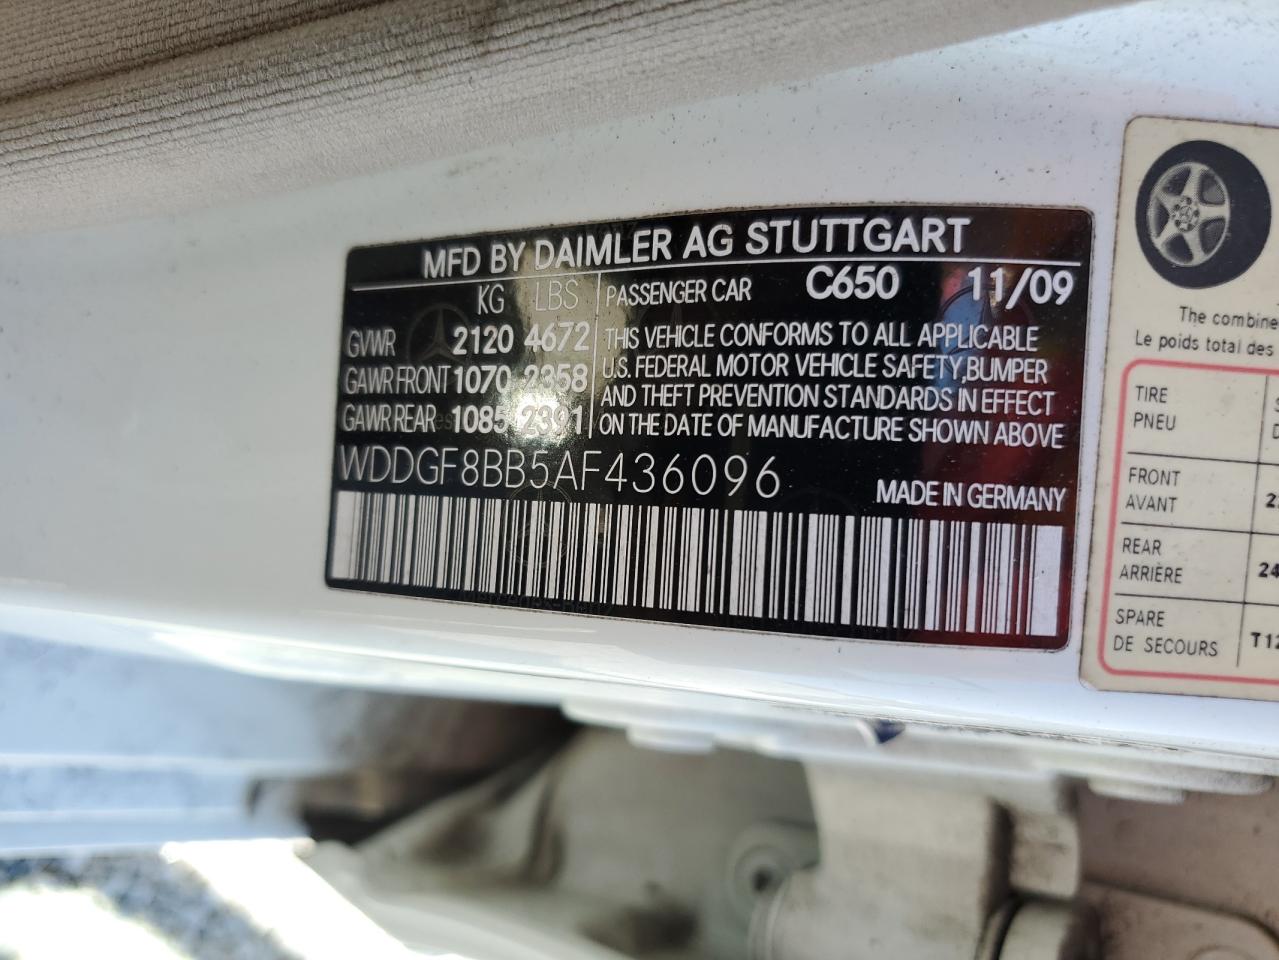 MFD BY DAIMLER AG STUTTGART
KG LBS PASSENGER CAR C650 11/09
GVWR 2120 4672
GAWR FRONT 1070 2358
GAWR REAR 1085 2391
THIS VEHICLE CONFORMS TO ALL APPLICABLE
U.S. FEDERAL MOTOR VEHICLE SAFETY, BUMPER
AND THEFT PREVENTION STANDARDS IN EFFECT
ON THE DATE OF MANUFACTURE SHOWN ABOVE
WDDGF8BB5AF436096
MADE IN GERMANY
The combine
Le poids total des
TIRE
PNEU
FRONT
AVANT
REAR
ARRIÈRE
24
SPARE
DE SECOURS
T12